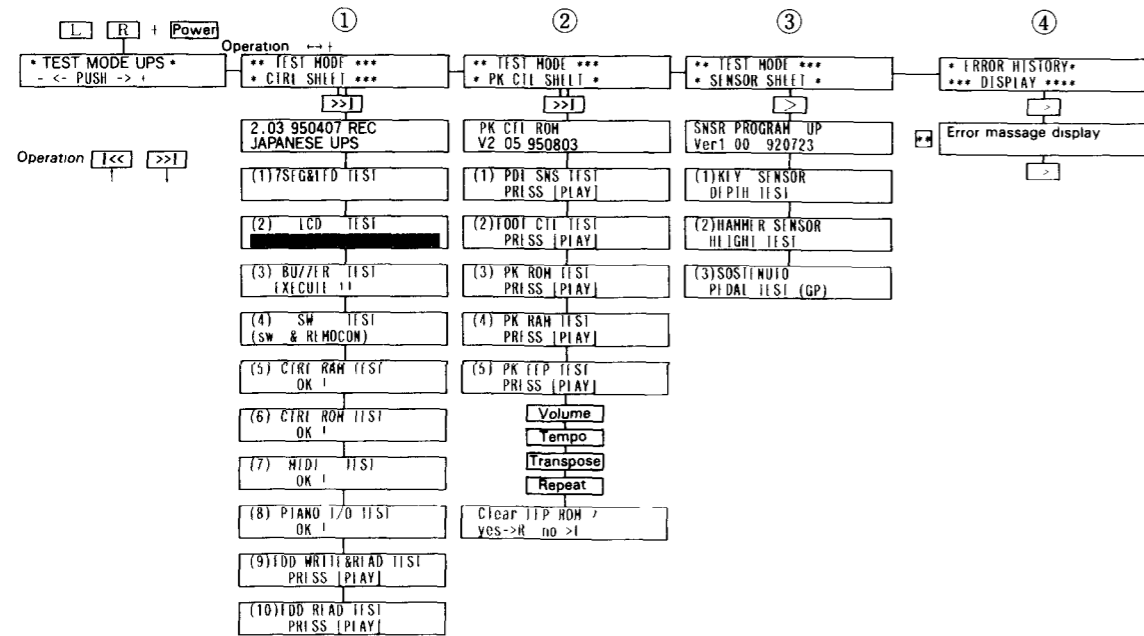 ① ② ③ ④
L R + Power
Operation ←→ +
* TEST MODE UPS *
- <- PUSH -> +
** TEST MODE ***
* CTRL SHEET ***
>>|
2.03 950407 REC
JAPANESE UPS
Operation |<< >>|
(1)7SEG&LED TEST
(2) LCD TEST
(3) BUZZER TEST
EXECUTE !!
(4) SW TEST
(sw & REMOCON)
(5) CTRL RAM TEST
OK !
(6) CTRL ROM TEST
OK !
(7) MIDI TEST
OK !
(8) PIANO I/O TEST
OK !
(9)FDD WRITE&READ TEST
PRESS [PLAY]
(10)FDD READ TEST
PRESS [PLAY]
** TEST MODE ***
* PK CTL SHEET *
>>|
PK CTL ROM
V2 05 950803
(1) PDL SNS TEST
PRESS [PLAY]
(2)FOOT CTL TEST
PRESS [PLAY]
(3) PK ROM TEST
PRESS [PLAY]
(4) PK RAM TEST
PRESS [PLAY]
(5) PK EEP TEST
PRESS [PLAY]
Volume
Tempo
Transpose
Repeat
Clear EEP ROM ?
yes->R no >L
** TEST MODE ***
* SENSOR SHEET *
>
SNSR PROGRAM UP
Ver1 00 920723
(1)KEY SENSOR
DEPTH TEST
(2)HAMMER SENSOR
HEIGHT TEST
(3)SOSTENUTO
PEDAL TEST (GP)
* ERROR HISTORY*
*** DISPLAY ****
>
** Error massage display
>